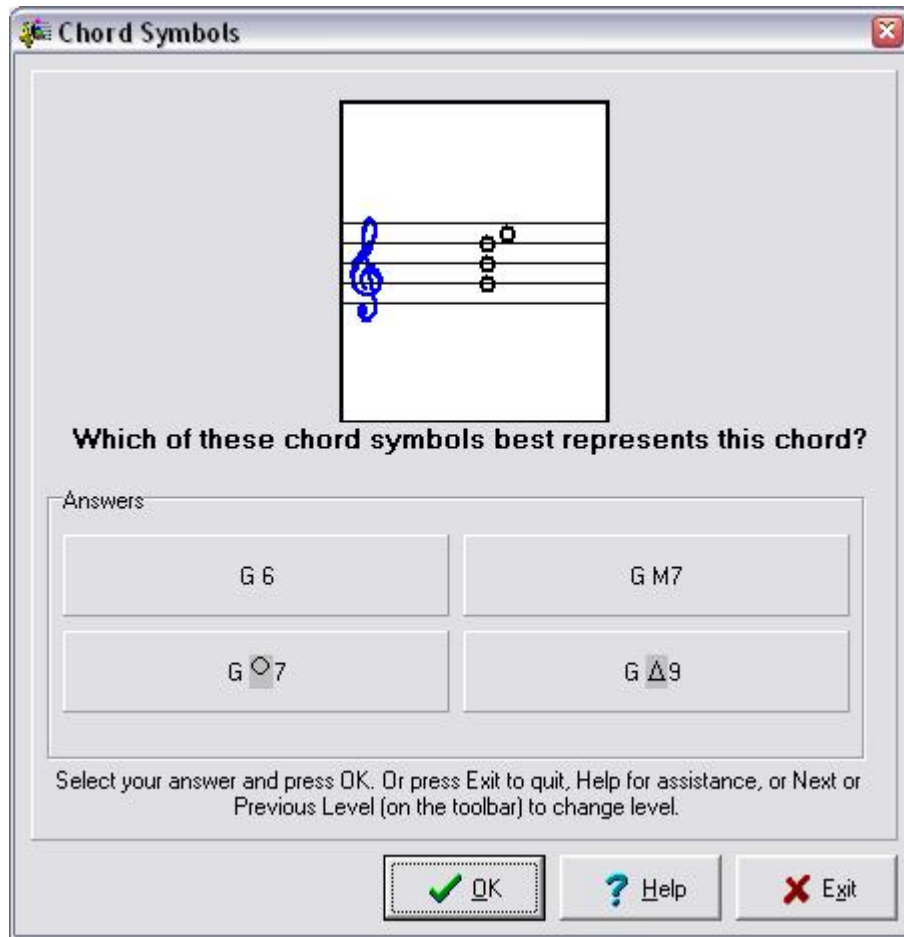 Chord Symbols
Which of these chord symbols best represents this chord?
Answers
G 6
G M7
G ○7
G △9
Select your answer and press OK. Or press Exit to quit, Help for assistance, or Next or
Previous Level (on the toolbar) to change level.
OK
Help
Exit